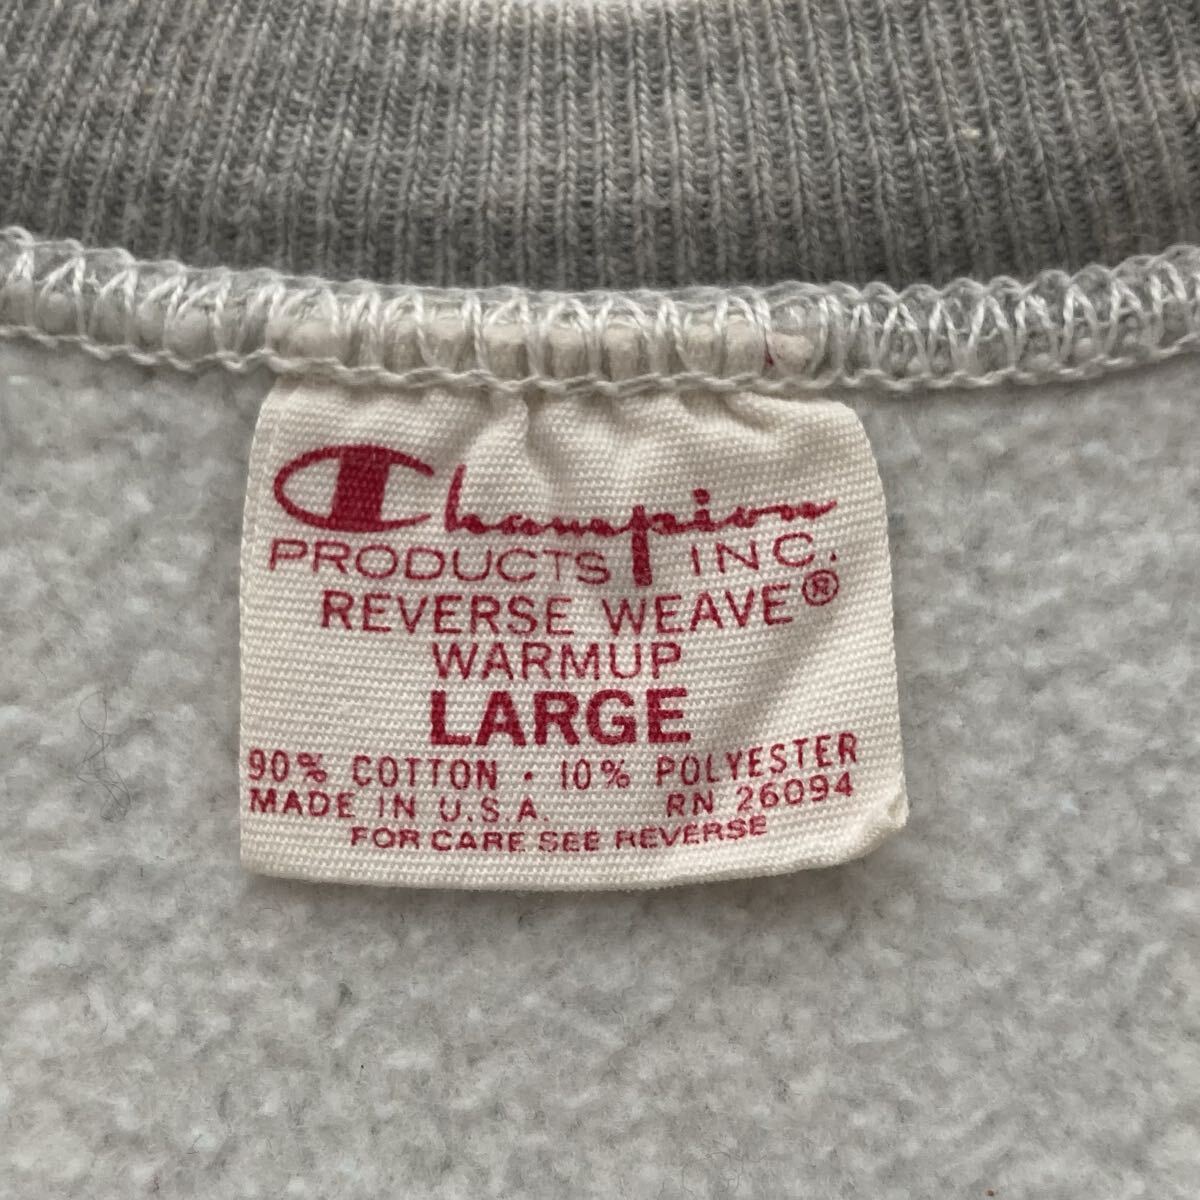 Champion
PRODUCTS INC.
REVERSE WEAVE®
WARMUP
LARGE
90% COTTON · 10% POLYESTER
MADE IN U.S.A. RN 26094
FOR CARE SEE REVERSE